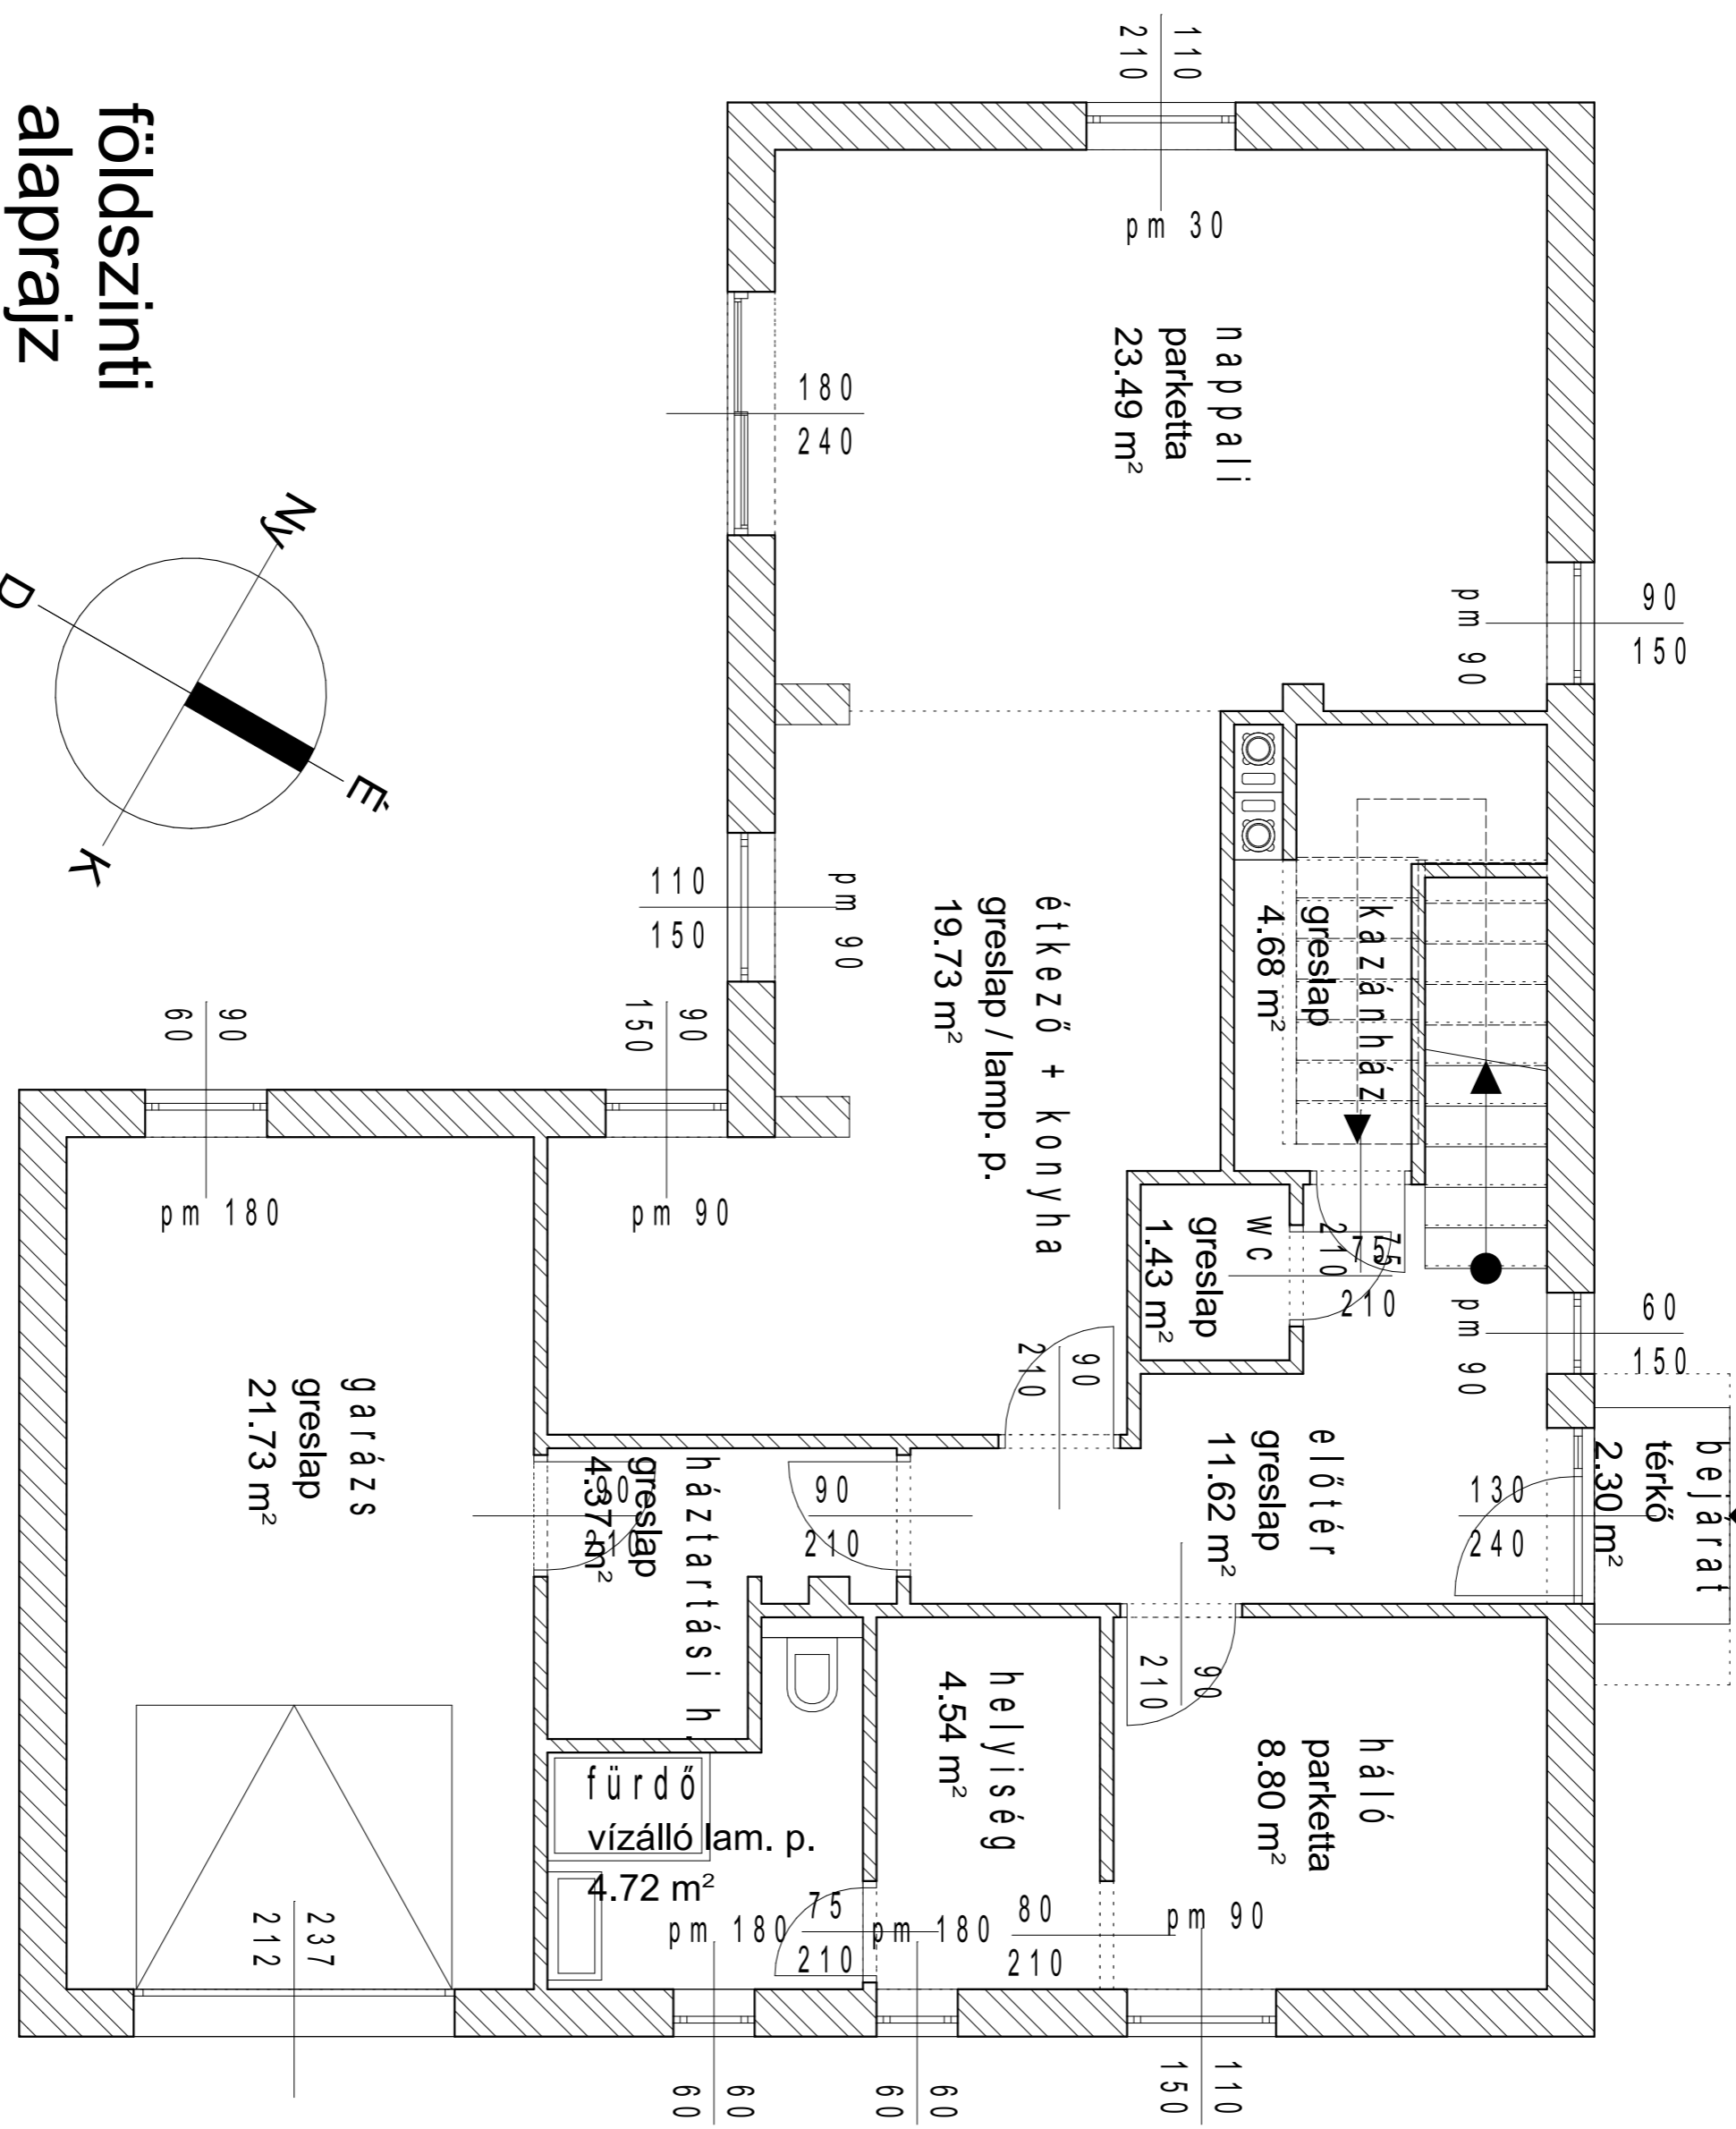 földszinti
alaprajz
Ny
D
É
K
110
210
pm 30
nappali
parketta
23.49 m²
180
240
90
150
pm 90
110
150
pm 90
étkező + konyha
greslap / lamp. p.
19.73 m²
kazánház
greslap
4.68 m²
90
60
pm 180
90
150
pm 90
wc
greslap
1.43 m²
75
210
75
210
60
150
pm 90
90
210
garázs
greslap
21.73 m²
háztartási h.
greslap
4.37 m²
90
210
90
210
előtér
greslap
11.62 m²
130
240
bejárat
térkő
2.30 m²
90
210
helyiség
4.54 m²
háló
parketta
8.80 m²
fürdő
vízálló lam. p.
4.72 m²
237
212
pm 180
75
210
pm 180
80
210
pm 90
60
60
60
60
110
150